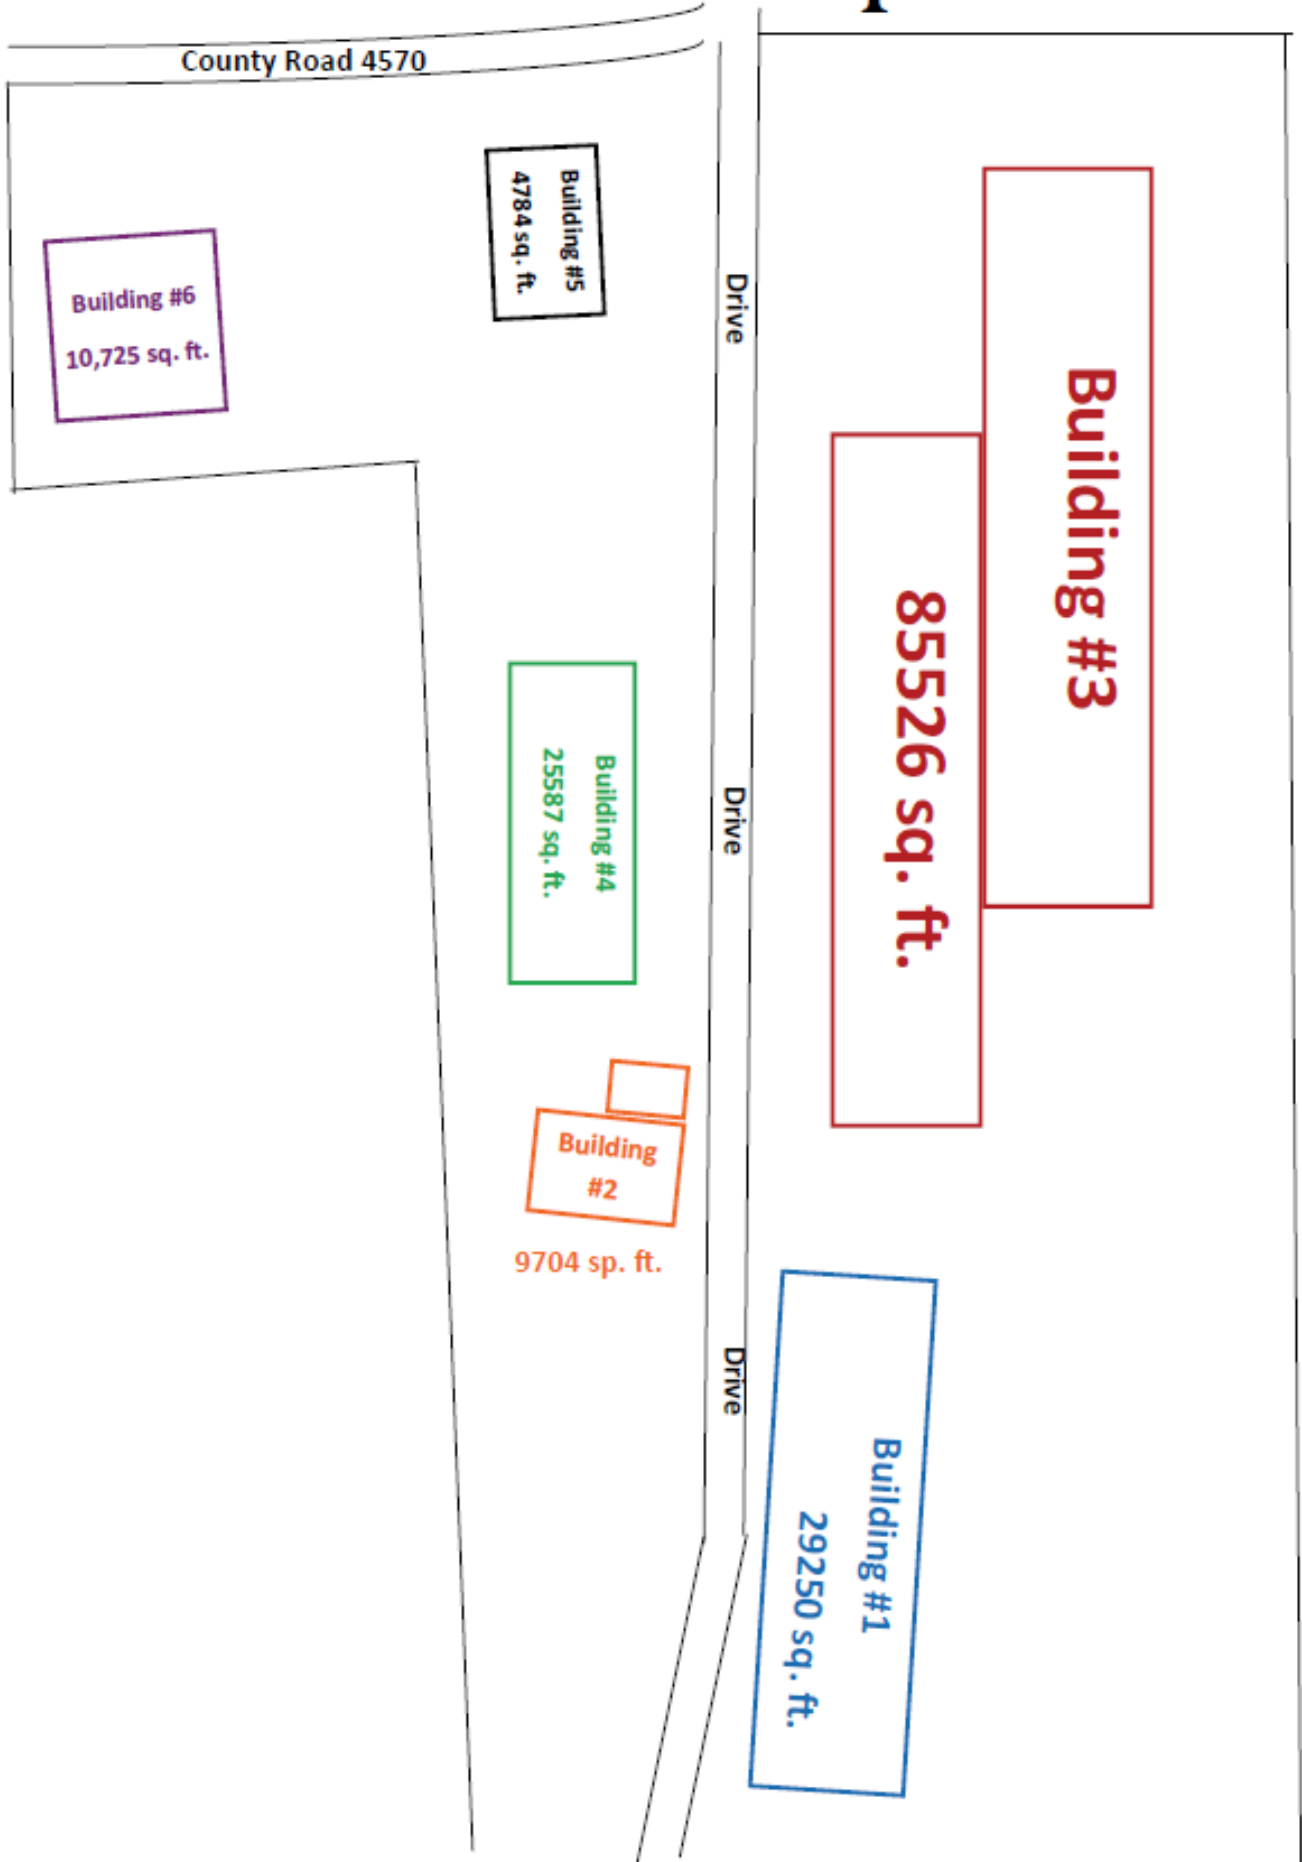 County Road 4570
Building #5
4784 sq. ft.
Building #6
10,725 sq. ft.
Drive
Building #3
85526 sq. ft.
Building #4
25587 sq. ft.
Drive
Building
#2
9704 sp. ft.
Drive
Building #1
29250 sq. ft.